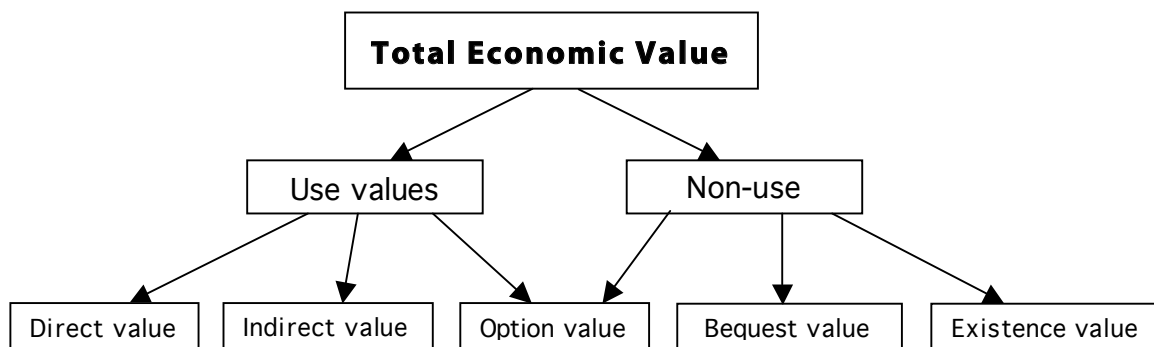 Total Economic Value
Use values
Non-use
Direct value
Indirect value
Option value
Bequest value
Existence value